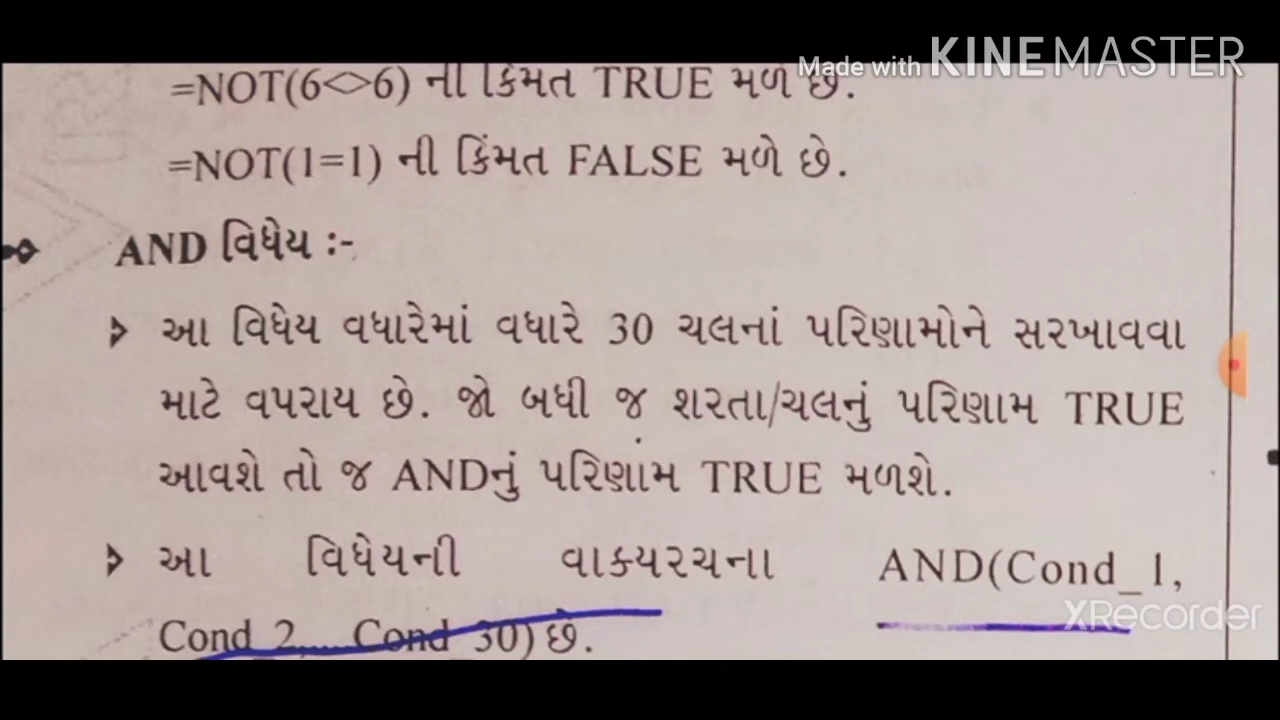 Made with KINEMASTER
=NOT(6<>6) ની કિંમત TRUE મળે છે.
=NOT(1=1) ની કિંમત FALSE મળે છે.
AND વિધેય :-
આ વિધેય વધારેમાં વધારે 30 ચલનાં પરિણામોને સરખાવવા
માટે વપરાય છે. જો બધી જ શરતા/ચલનું પરિણામ TRUE
આવશે તો જ ANDનું પરિણામ TRUE મળશે.
આ વિધેયની વાક્યરચના AND(Cond_1,
XRecorder
Cond_2,... Cond_30) છે.